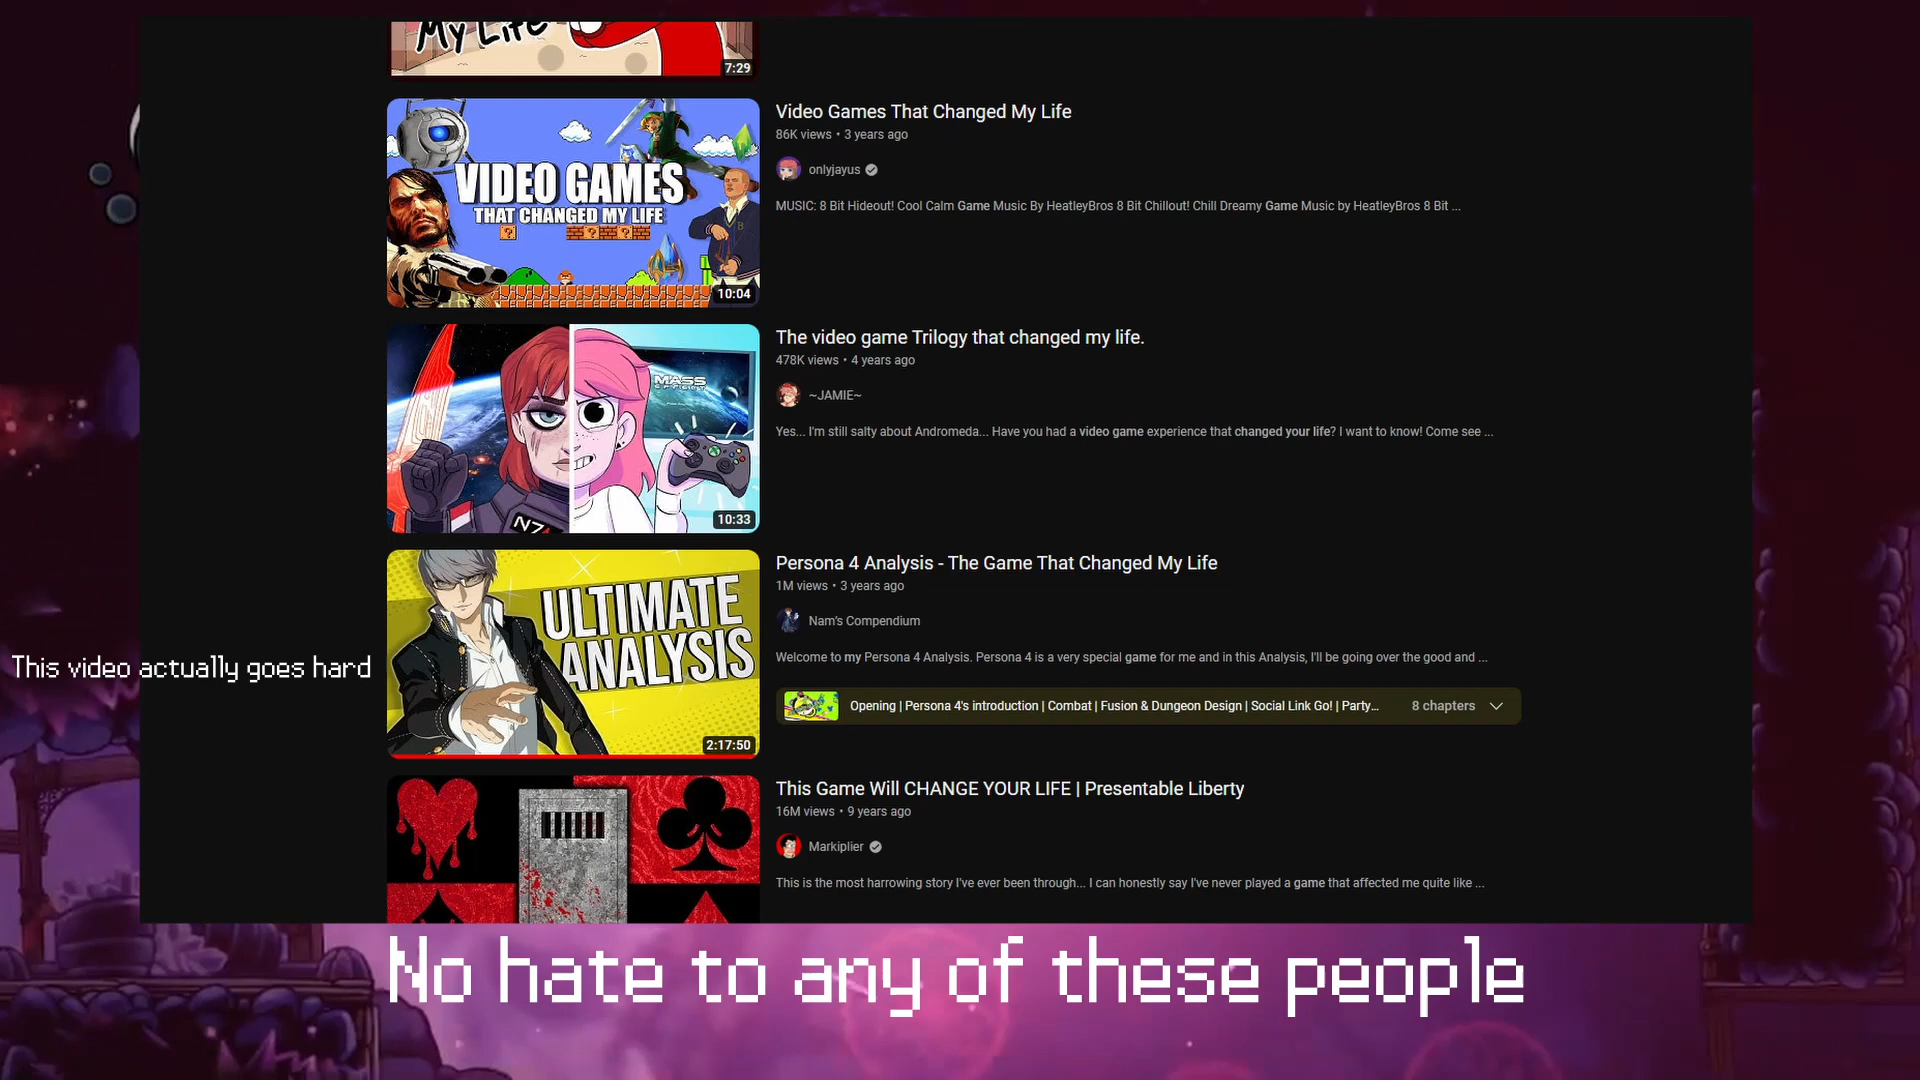 My Life
7:29
VIDEO GAMES
THAT CHANGED MY LIFE
10:04
Video Games That Changed My Life
86K views • 3 years ago
onlyjayus
MUSIC: 8 Bit Hideout! Cool Calm Game Music By HeatleyBros 8 Bit Chillout! Chill Dreamy Game Music by HeatleyBros 8 Bit ...
MASS
EFFECT
N7
10:33
The video game Trilogy that changed my life.
478K views • 4 years ago
~JAMIE~
Yes... I'm still salty about Andromeda... Have you had a video game experience that changed your life? I want to know! Come see ...
This video actually goes hard
ULTIMATE
ANALYSIS
2:17:50
Persona 4 Analysis - The Game That Changed My Life
1M views • 3 years ago
Nam's Compendium
Welcome to my Persona 4 Analysis. Persona 4 is a very special game for me and in this Analysis, I'll be going over the good and ...
Opening | Persona 4's introduction | Combat | Fusion & Dungeon Design | Social Link Go! | Party... 8 chapters
This Game Will CHANGE YOUR LIFE | Presentable Liberty
16M views • 9 years ago
Markiplier
This is the most harrowing story I've ever been through... I can honestly say I've never played a game that affected me quite like ...
No hate to any of these people